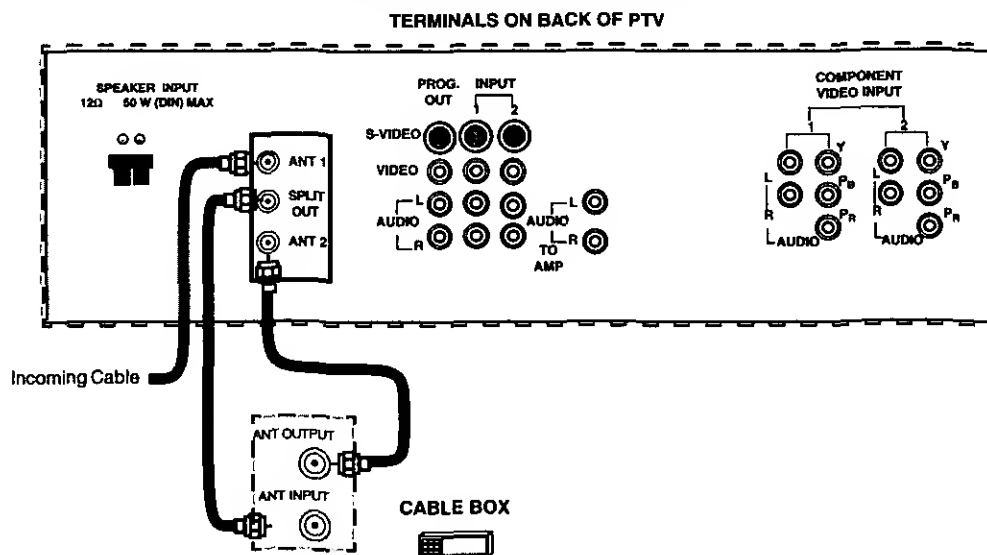 TERMINALS ON BACK OF PTV
SPEAKER INPUT
12Ω 50 W (DIN) MAX
ANT 1
SPLIT
OUT
ANT 2
PROG.
OUT
INPUT
1 2
S-VIDEO
VIDEO
L
AUDIO
R
L
AUDIO
R
TO
AMP
COMPONENT
VIDEO INPUT
1 2
Y Y
L L
PB PB
R R
PR PR
AUDIO AUDIO
Incoming Cable
ANT OUTPUT
ANT INPUT
CABLE BOX